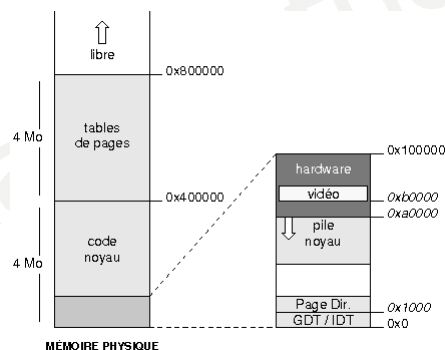 libre
0x800000
tables
de pages
4 Mo
0x400000
code
noyau
4 Mo
MÉMOIRE PHYSIQUE
0x100000
hardware
vidéo
0xb0000
0xa0000
pile
noyau
Page Dir.
0x1000
GDT / IDT
0x0